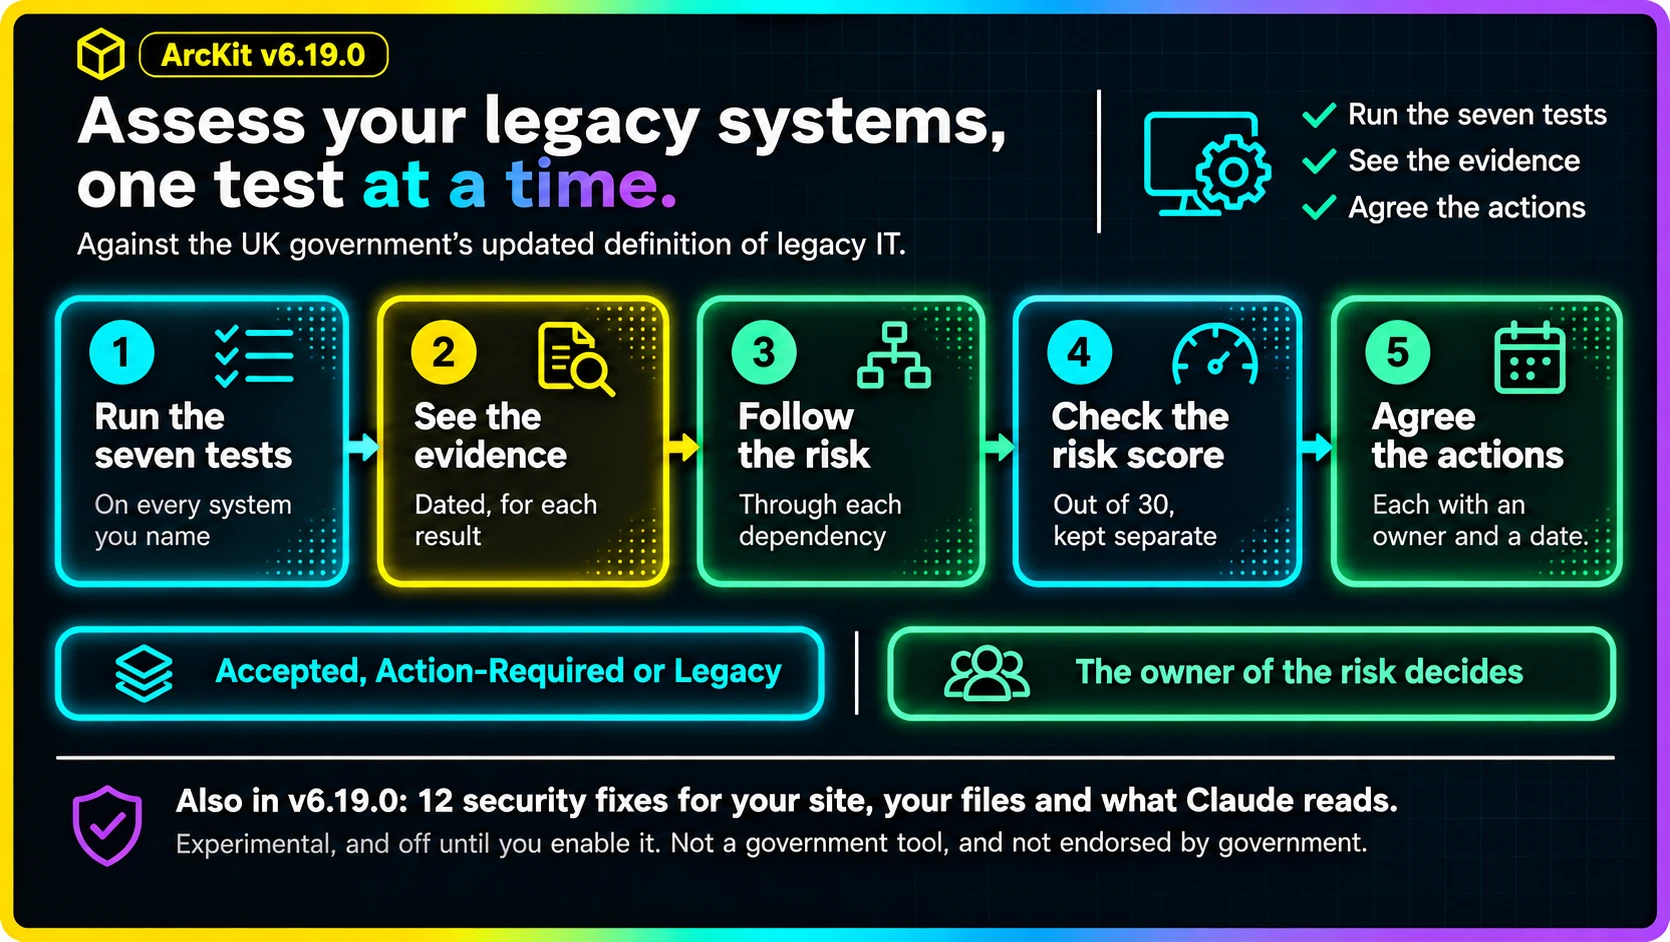 ArcKit v6.19.0
Assess your legacy systems,
one test at a time.
Against the UK government's updated definition of legacy IT.
Run the seven tests
See the evidence
Agree the actions
1
Run the
seven tests
On every system
you name
2
See the
evidence
Dated, for each
result
3
Follow
the risk
Through each
dependency
4
Check the
risk score
Out of 30,
kept separate
5
Agree
the actions
Each with an
owner and a date.
Accepted, Action-Required or Legacy
The owner of the risk decides
Also in v6.19.0: 12 security fixes for your site, your files and what Claude reads.
Experimental, and off until you enable it. Not a government tool, and not endorsed by government.